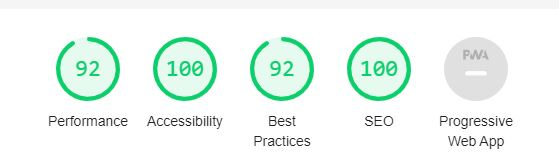 92 100 92 100 PWA
Performance Accessibility Best Practices SEO Progressive Web App